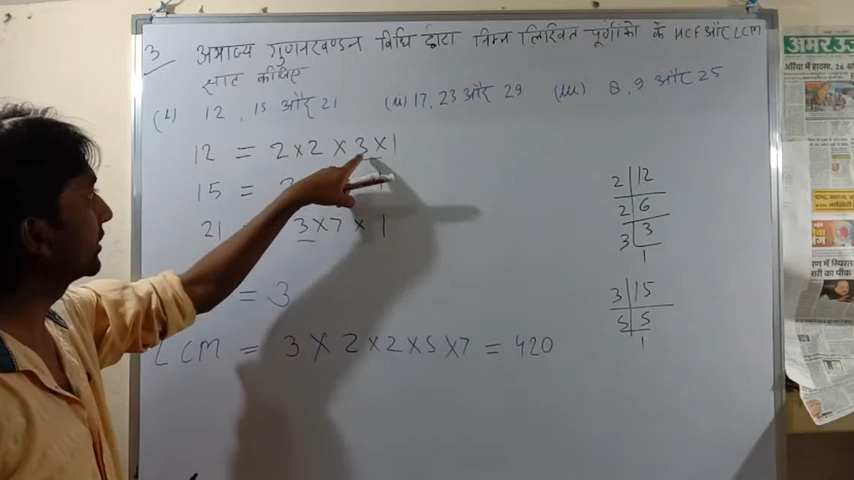 3 अभाज्य गुणनखण्डन विधि द्वारा निम्न लिखित पूर्णांको के HCF और LCM
ज्ञात कीजिए
(i) 12, 15 और 21 (ii) 17, 23 और 29 (iii) 8, 9 और 25
12 = 2 x 2 x 3 x 1
15 =
21 3 x 7 x 1
= 3
LCM = 3 x 2 x 2 x 5 x 7 = 420
2 12
2 6
3 3
1
3 15
5 5
1
अमरउज